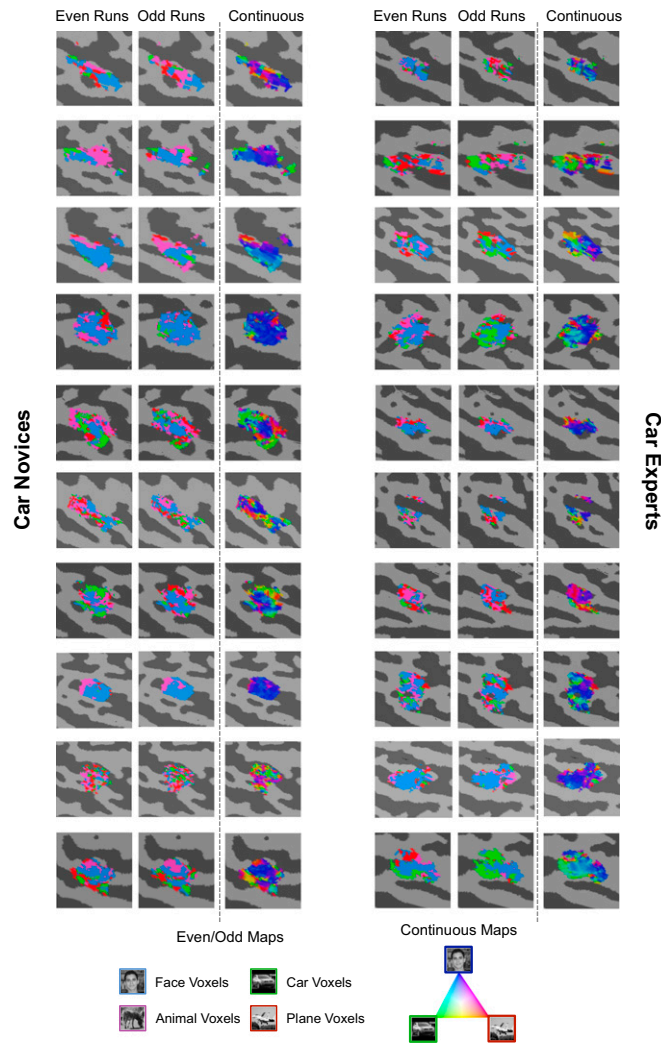 Even Runs Odd Runs Continuous
Even Runs Odd Runs Continuous
Car Novices
Car Experts
Even/Odd Maps
Continuous Maps
Face Voxels
Car Voxels
Animal Voxels
Plane Voxels